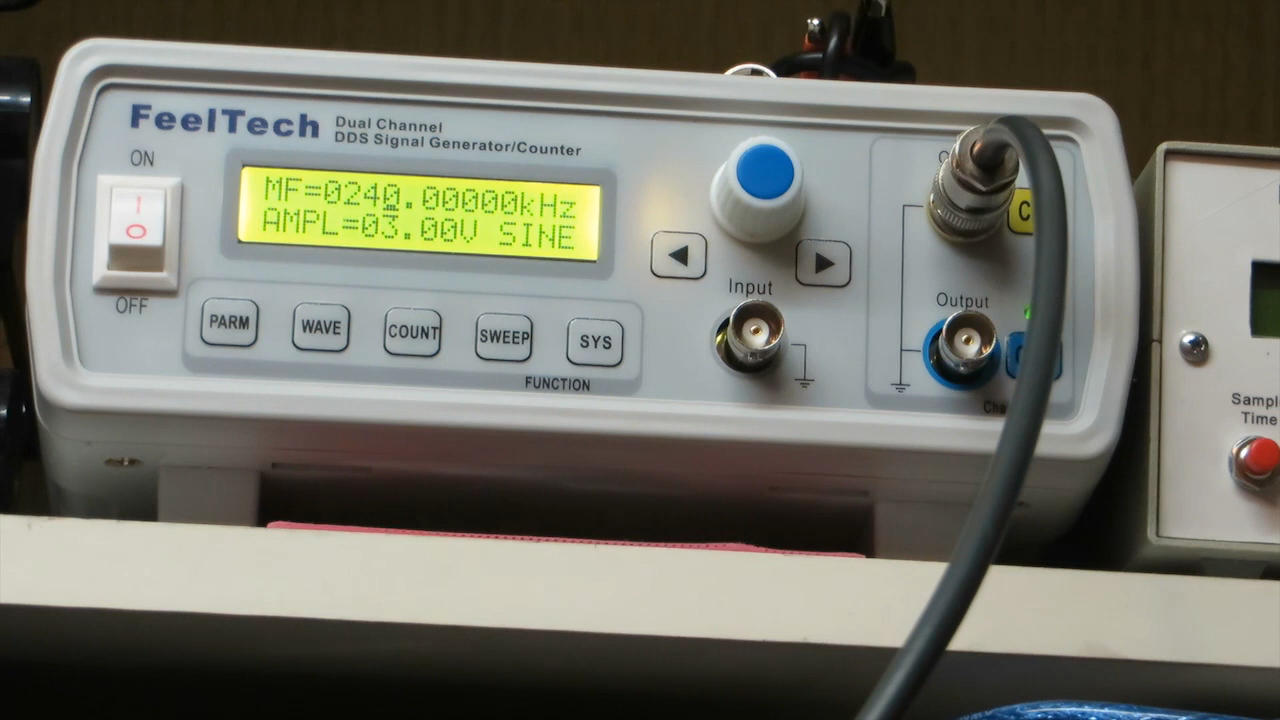 FeelTech
Dual Channel
DDS Signal Generator/Counter
ON
OFF
MF=0240.00000kHz
AMPL=03.00V SINE
PARM
WAVE
COUNT
SWEEP
SYS
FUNCTION
Input
Output
Time